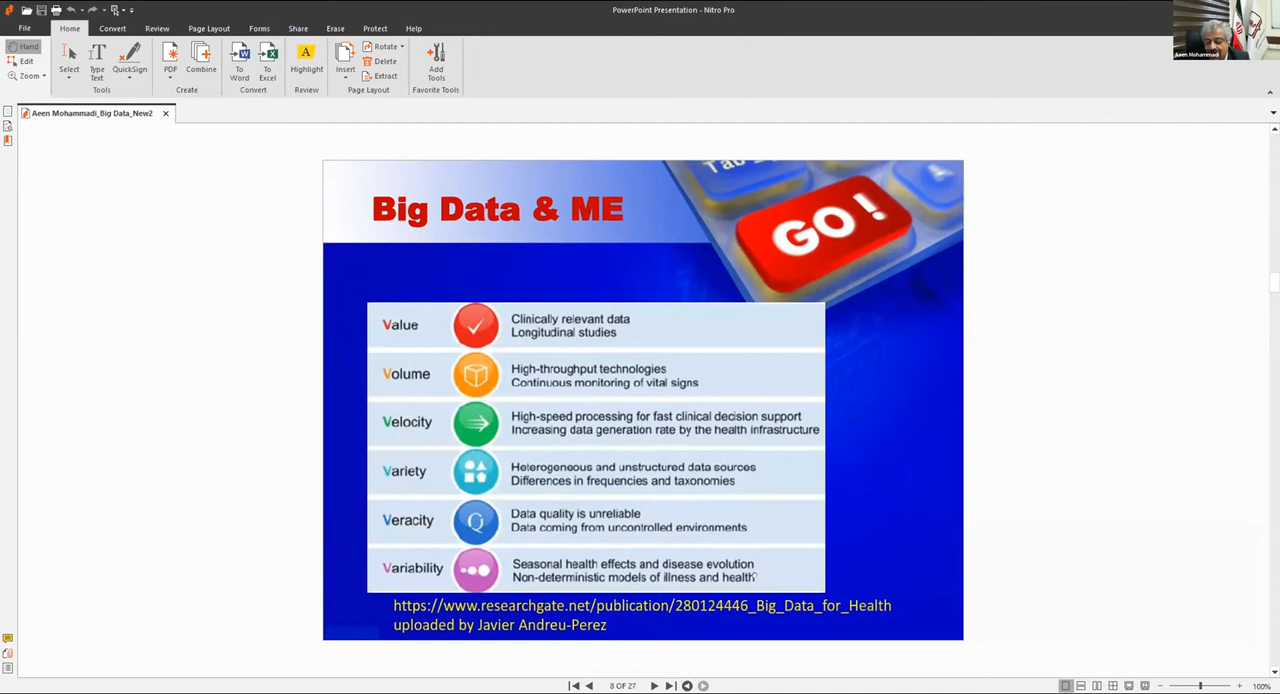 PowerPoint Presentation - Nitro Pro
File Home Convert Review Page Layout Forms Share Erase Protect Help
Hand
Edit
Zoom
Select
Type Text
QuickSign
Tools
PDF
Combine
Create
To Word
To Excel
Convert
Highlight
Review
Insert
Rotate
Delete
Extract
Page Layout
Add Tools
Favorite Tools
Aeen Mohammadi
Aeen Mohammadi_Big Data_New2
Big Data & ME
GO!
Value
Clinically relevant data
Longitudinal studies
Volume
High-throughput technologies
Continuous monitoring of vital signs
Velocity
High-speed processing for fast clinical decision support
Increasing data generation rate by the health infrastructure
Variety
Heterogeneous and unstructured data sources
Differences in frequencies and taxonomies
Veracity
Q
Data quality is unreliable
Data coming from uncontrolled environments
Variability
Seasonal health effects and disease evolution
Non-deterministic models of illness and health
https://www.researchgate.net/publication/280124446_Big_Data_for_Health
uploaded by Javier Andreu-Perez
8 OF 27
100%